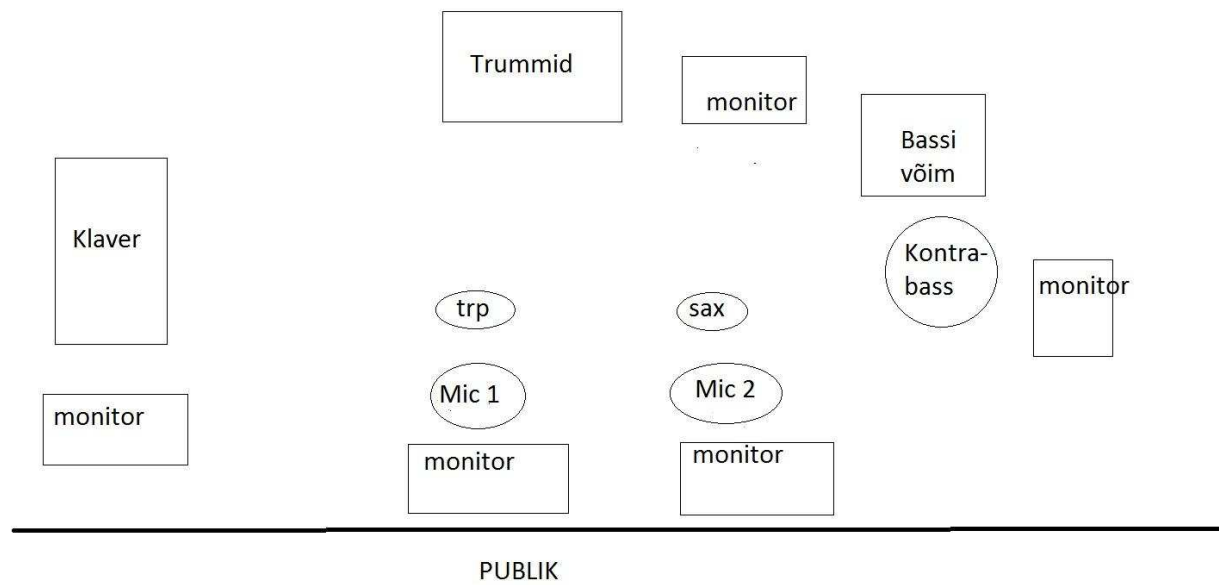 Trummid
monitor
Bassi
võim
Klaver
Kontra-
bass
monitor
trp
sax
Mic 1
Mic 2
monitor
monitor
monitor
PUBLIK